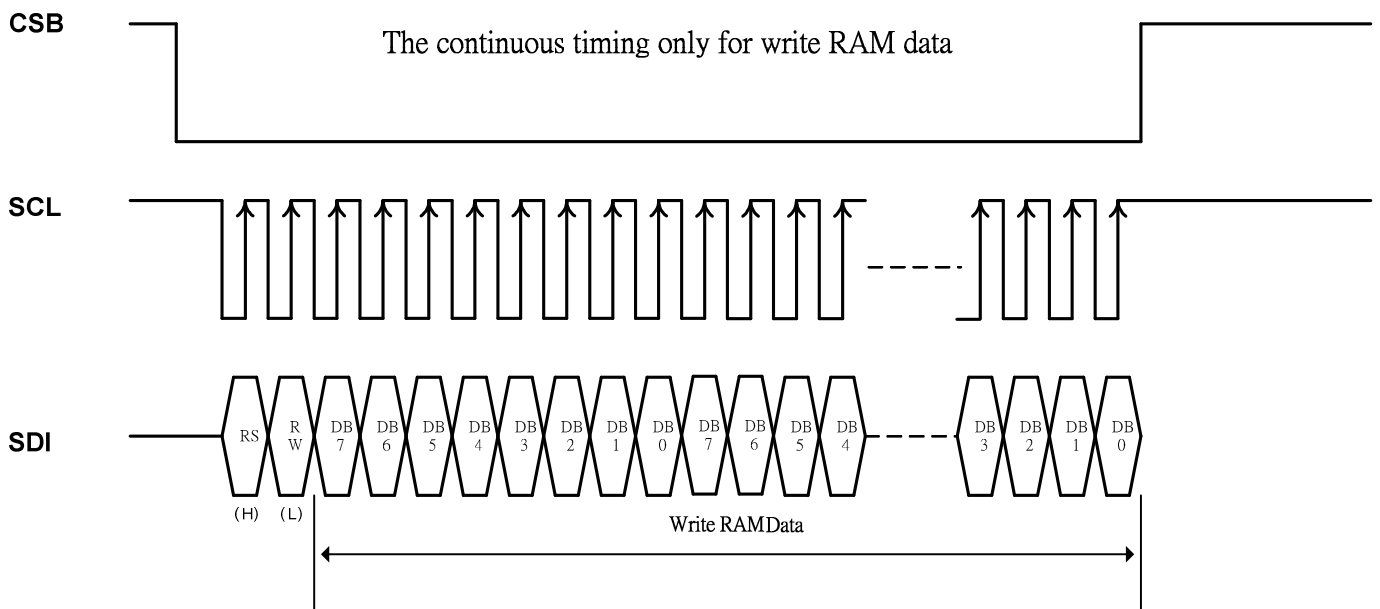 CSB
The continuous timing only for write RAM data
SCL
SDI
RS
R
W
DB
7
DB
6
DB
5
DB
4
DB
3
DB
2
DB
1
DB
0
DB
7
DB
6
DB
5
DB
4
DB
3
DB
2
DB
1
DB
0
(H)
(L)
Write RAMData